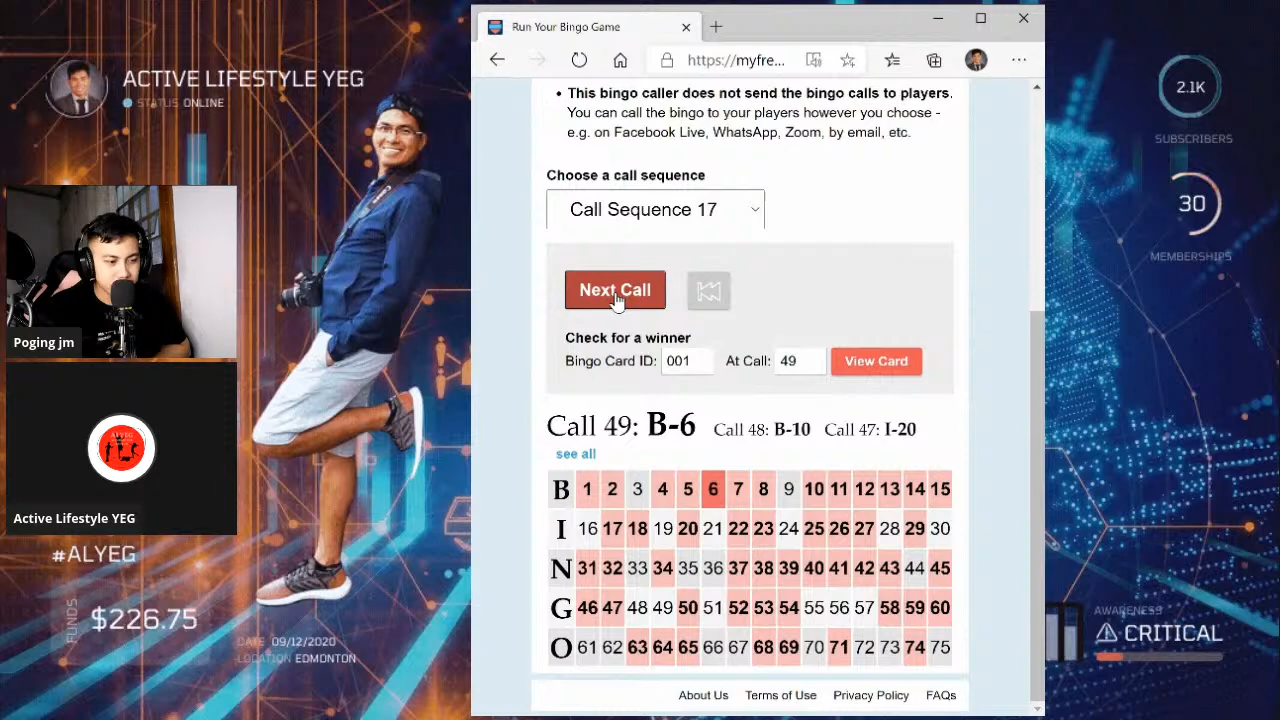 ACTIVE LIFESTYLE YEG
STATUS ONLINE
Poging jm
Active Lifestyle YEG
#ALYEG
FUNDS
$226.75
DATE 09/12/2020
LOCATION EDMONTON
Run Your Bingo Game
https://myfre...
This bingo caller does not send the bingo calls to players.
You can call the bingo to your players however you choose -
e.g. on Facebook Live, WhatsApp, Zoom, by email, etc.
Choose a call sequence
Call Sequence 17
Next Call
Check for a winner
Bingo Card ID: 001 At Call: 49 View Card
Call 49: B-6 Call 48: B-10 Call 47: I-20
see all
B 1 2 3 4 5 6 7 8 9 10 11 12 13 14 15
I 16 17 18 19 20 21 22 23 24 25 26 27 28 29 30
N 31 32 33 34 35 36 37 38 39 40 41 42 43 44 45
G 46 47 48 49 50 51 52 53 54 55 56 57 58 59 60
O 61 62 63 64 65 66 67 68 69 70 71 72 73 74 75
About Us Terms of Use Privacy Policy FAQs
2.1K
SUBSCRIBERS
30
MEMBERSHIPS
AWARENESS
CRITICAL